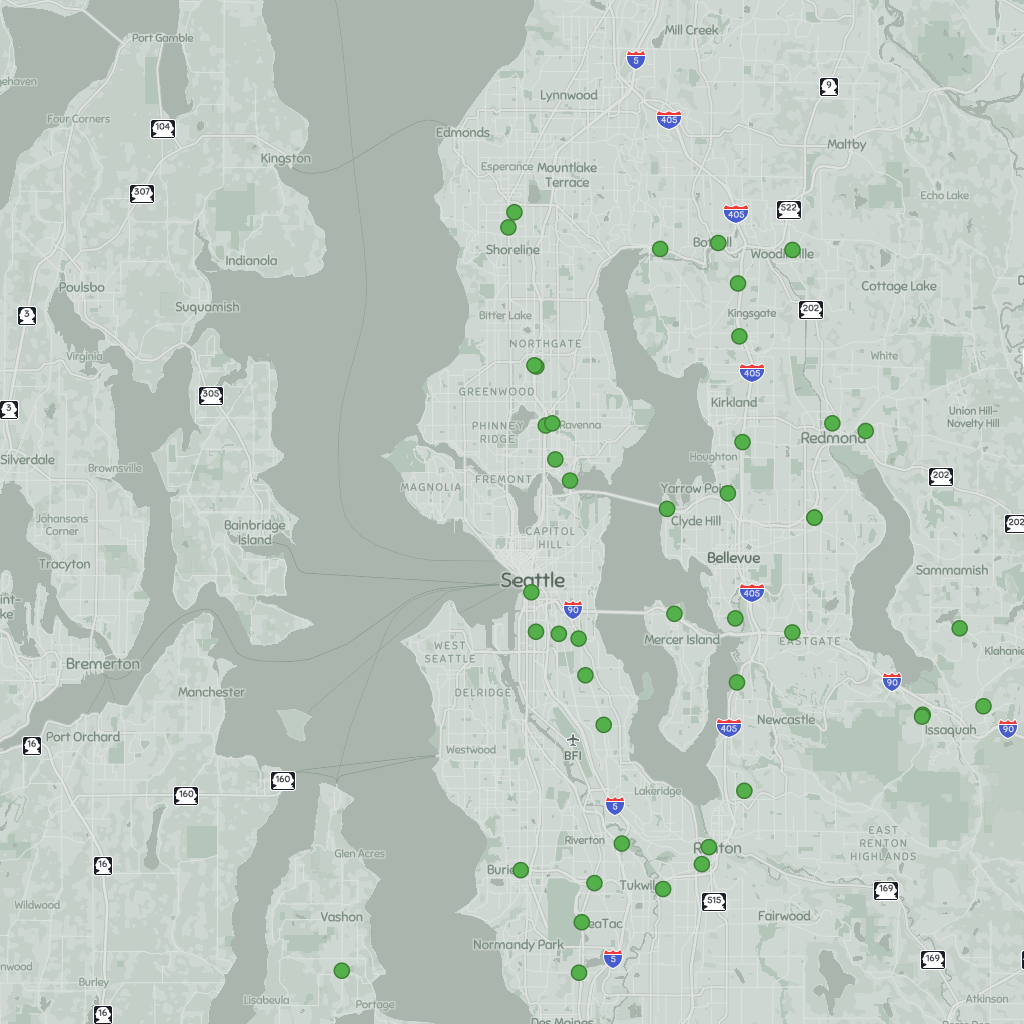 Port Gamble
Mill Creek
5
gehaven
9
Lynnwood
Four Corners
104
405
Edmonds
Maltby
Kingston
Esperance
Mountlake
Terrace
307
Echo Lake
522
405
Shoreline
Woodinville
Indianola
Poulsbo
Cottage Lake
3
Suquamish
Bitter Lake
Kingsgate
202
NORTHGATE
Virginia
White
405
305
GREENWOOD
3
Kirkland
Union Hill-
Novelty Hill
PHINNEY
RIDGE
Ravenna
Redmond
Silverdale
Brownsville
Houghton
FREMONT
202
MAGNOLIA
Yarrow Point
Johansons
Corner
Bainbridge
Island
Clyde Hill
202
CAPITOL
HILL
Tracyton
Bellevue
Sammamish
Seattle
405
90
Mercer Island
EASTGATE
WEST
SEATTLE
Klahanie
Bremerton
90
Manchester
DELRIDGE
Newcastle
405
Issaquah
90
Port Orchard
16
BFI
Westwood
160
160
Lakeridge
5
Riverton
EAST
RENTON
HIGHLANDS
Glen Acres
16
169
515
Wildwood
Vashon
Fairwood
Normandy Park
5
169
nwood
Burley
Lisabeula
Portage
Atkinson
16
Des Moines